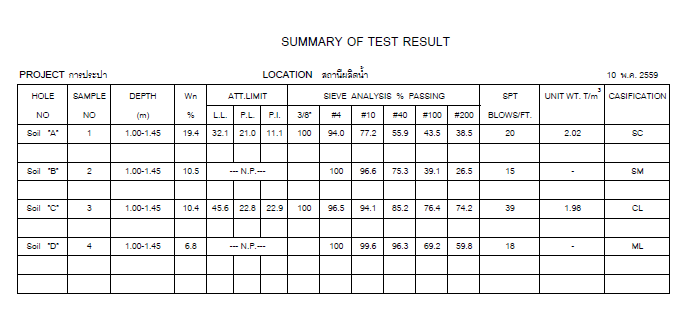 SUMMARY OF TEST RESULT
PROJECT การประปา LOCATION สถานีผลิตน้ำ 10 พ.ค. 2559
HOLE SAMPLE DEPTH Wn ATT.LIMIT SIEVE ANALYSIS % PASSING SPT UNIT WT. T/m³ CASIFICATION
NO NO (m) % L.L. P.L. P.I. 3/8" #4 #10 #40 #100 #200 BLOWS/FT.
Soil "A" 1 1.00-1.45 19.4 32.1 21.0 11.1 100 94.0 77.2 55.9 43.5 38.5 20 2.02 SC
Soil "B" 2 1.00-1.45 10.5 --- N.P.--- 100 96.6 75.3 39.1 26.5 15 - SM
Soil "C" 3 1.00-1.45 10.4 45.6 22.8 22.9 100 96.5 94.1 85.2 76.4 74.2 39 1.98 CL
Soil "D" 4 1.00-1.45 6.8 --- N.P.--- 100 99.6 96.3 69.2 59.8 18 - ML